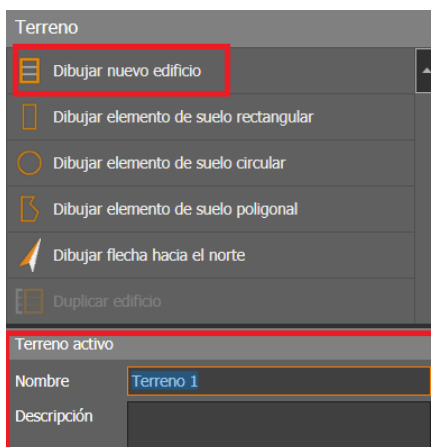 Terreno
Dibujar nuevo edificio
Dibujar elemento de suelo rectangular
Dibujar elemento de suelo circular
Dibujar elemento de suelo poligonal
Dibujar flecha hacia el norte
Duplicar edificio
Terreno activo
Nombre Terreno 1
Descripción